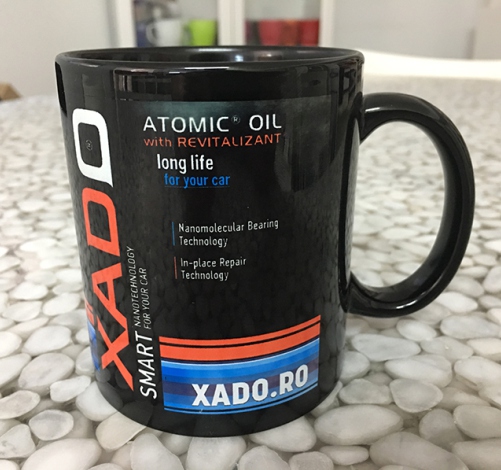 XADO®
SMART NANOTECHNOLOGY
FOR YOUR CAR
ATOMIC® OIL
with REVITALIZANT
long life
for your car
Nanomolecular Bearing
Technology
In-place Repair
Technology
XADO.RO